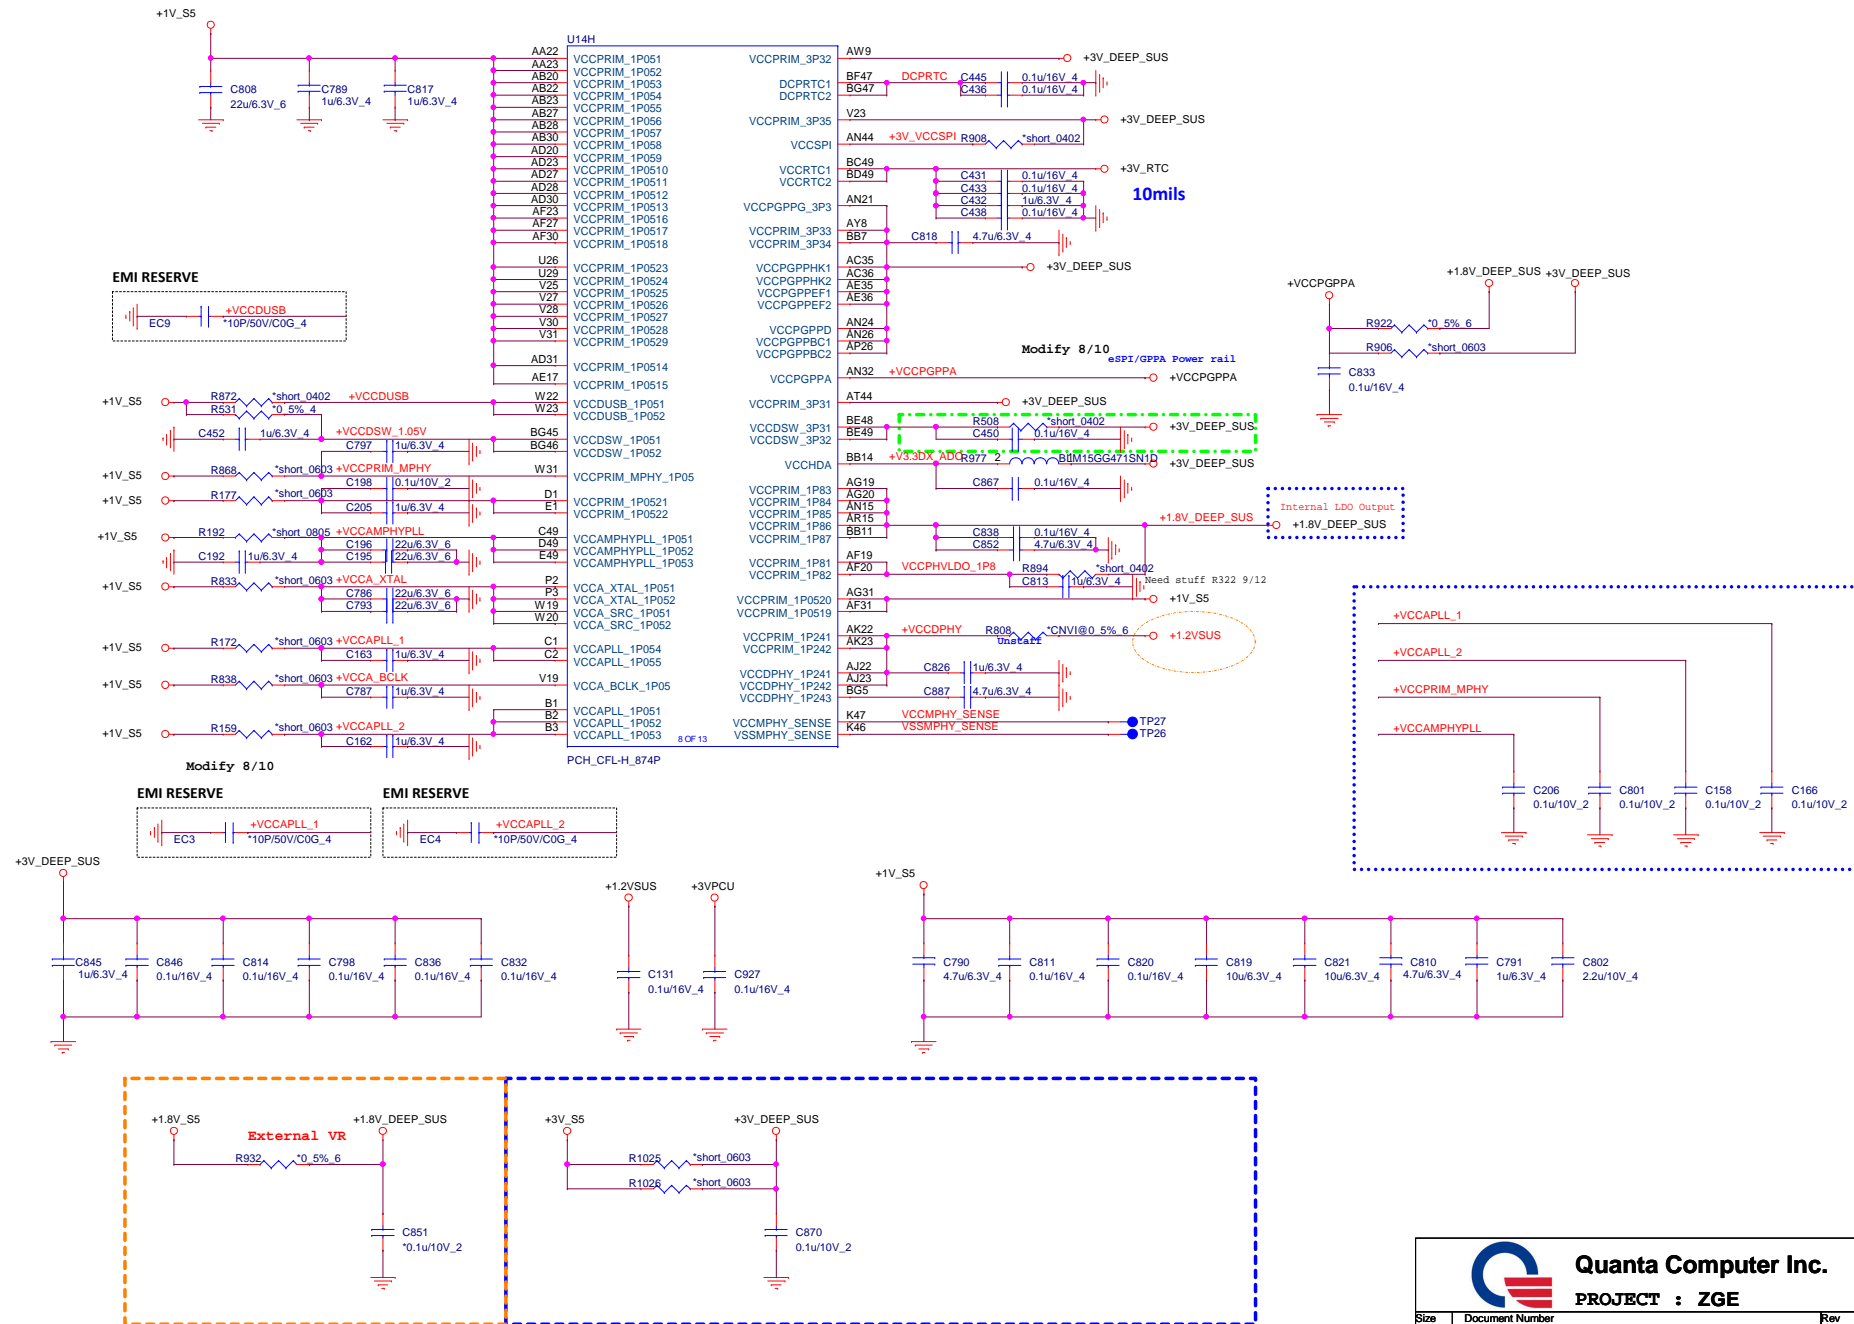 +1V_S5
C808
22u/6.3V_6
C789
1u/6.3V_4
C817
1u/6.3V_4
U14H
AA22 VCCPRIM_1P051
AA23 VCCPRIM_1P052
AB20 VCCPRIM_1P053
AB22 VCCPRIM_1P054
AB23 VCCPRIM_1P055
AB27 VCCPRIM_1P056
AB28 VCCPRIM_1P057
AB30 VCCPRIM_1P058
AD20 VCCPRIM_1P059
AD23 VCCPRIM_1P0510
AD27 VCCPRIM_1P0511
AD28 VCCPRIM_1P0512
AD30 VCCPRIM_1P0513
AF23 VCCPRIM_1P0516
AF27 VCCPRIM_1P0517
AF30 VCCPRIM_1P0518
U26 VCCPRIM_1P0523
U29 VCCPRIM_1P0524
V25 VCCPRIM_1P0525
V27 VCCPRIM_1P0526
V28 VCCPRIM_1P0527
V30 VCCPRIM_1P0528
V31 VCCPRIM_1P0529
AD31 VCCPRIM_1P0514
AE17 VCCPRIM_1P0515
W22 VCCDUSB_1P051
W23 VCCDUSB_1P052
BG45 VCCDSW_1P051
BG46 VCCDSW_1P052
W31 VCCPRIM_MPHY_1P05
D1 VCCPRIM_1P0521
E1 VCCPRIM_1P0522
C49 VCCAMPHYPLL_1P051
D49 VCCAMPHYPLL_1P052
E49 VCCAMPHYPLL_1P053
P2 VCCA_XTAL_1P051
P3 VCCA_XTAL_1P052
W19 VCCA_SRC_1P051
W20 VCCA_SRC_1P052
C1 VCCAPLL_1P054
C2 VCCAPLL_1P055
V19 VCCA_BCLK_1P05
B1 VCCAPLL_1P051
B2 VCCAPLL_1P052
B3 VCCAPLL_1P053
8 OF 13
PCH_CFL-H_874P
VCCPRIM_3P32 AW9 +3V_DEEP_SUS
DCPRTC1 BF47 DCPRTC C445 0.1u/16V_4
DCPRTC2 BG47 C436 0.1u/16V_4
VCCPRIM_3P35 V23 +3V_DEEP_SUS
VCCSPI AN44 +3V_VCCSPI R908 *short_0402
VCCRTC1 BC49 +3V_RTC
VCCRTC2 BD49 C431 0.1u/16V_4
C433 0.1u/16V_4
10mils
VCCPGPPG_3P3 AN21 C432 1u/6.3V_4
C438 0.1u/16V_4
VCCPRIM_3P33 AY8
VCCPRIM_3P34 BB7 C818 4.7u/6.3V_4
VCCPGPPHK1 AC35 +3V_DEEP_SUS
VCCPGPPHK2 AC36
VCCPGPPEF1 AE35
VCCPGPPEF2 AE36
VCCPGPPD AN24
VCCPGPPBC1 AN26
VCCPGPPBC2 AP26
Modify 8/10
eSPI/GPPA Power rail
VCCPGPPA AN32 +VCCPGPPA +VCCPGPPA
VCCPRIM_3P31 AT44 +3V_DEEP_SUS
VCCDSW_3P31 BE48 R508 *short_0402 +3V_DEEP_SUS
VCCDSW_3P32 BE49 C450 0.1u/16V_4
VCCHDA BB14 +V3.3DX_ADO R977 2 1 BLM15GG471SN1D +3V_DEEP_SUS
VCCPRIM_1P83 AG19 C867 0.1u/16V_4
VCCPRIM_1P84 AG20
VCCPRIM_1P85 AN15
VCCPRIM_1P86 AR15 +1.8V_DEEP_SUS
VCCPRIM_1P87 BB11 C838 0.1u/16V_4
C852 4.7u/6.3V_4
Internal LDO Output
+1.8V_DEEP_SUS
VCCPRIM_1P81 AF19
VCCPRIM_1P82 AF20 VCCPHVLDO_1P8 R894 *short_0402
C813 1u/6.3V_4
Need stuff R322 9/12
VCCPRIM_1P0520 AG31 +1V_S5
VCCPRIM_1P0519 AF31
VCCPRIM_1P241 AK22 +VCCDPHY R808 *CNVI@0_5%_6 +1.2VSUS
VCCPRIM_1P242 AK23 Unstaff
VCCDPHY_1P241 AJ22 C826 1u/6.3V_4
VCCDPHY_1P242 AJ23
VCCDPHY_1P243 BG5 C887 4.7u/6.3V_4
VCCMPHY_SENSE K47 VCCMPHY_SENSE TP27
VSSMPHY_SENSE K46 VSSMPHY_SENSE TP26
EMI RESERVE
EC9
+VCCDUSB
*10P/50V/C0G_4
+1V_S5 R872 *short_0402 +VCCDUSB
R531 *0_5%_4
C452 1u/6.3V_4 +VCCDSW_1.05V
C797 1u/6.3V_4
+1V_S5 R868 *short_0603 +VCCPRIM_MPHY
C198 0.1u/10V_2
+1V_S5 R177 *short_0603
C205 1u/6.3V_4
+1V_S5 R192 *short_0805 +VCCAMPHYPLL
C196 22u/6.3V_6
C192 1u/6.3V_4 C195 22u/6.3V_6
+1V_S5 R833 *short_0603 +VCCA_XTAL
C786 22u/6.3V_6
C793 22u/6.3V_6
+1V_S5 R172 *short_0603 +VCCAPLL_1
C163 1u/6.3V_4
+1V_S5 R838 *short_0603 +VCCA_BCLK
C787 1u/6.3V_4
+1V_S5 R159 *short_0603 +VCCAPLL_2
C162 1u/6.3V_4
Modify 8/10
+VCCPGPPA +1.8V_DEEP_SUS +3V_DEEP_SUS
R922 *0_5%_6
R906 *short_0603
C833
0.1u/16V_4
+VCCAPLL_1
+VCCAPLL_2
+VCCPRIM_MPHY
+VCCAMPHYPLL
C206
0.1u/10V_2
C801
0.1u/10V_2
C158
0.1u/10V_2
C166
0.1u/10V_2
EMI RESERVE
EC3
+VCCAPLL_1
*10P/50V/C0G_4
EMI RESERVE
EC4
+VCCAPLL_2
*10P/50V/C0G_4
+3V_DEEP_SUS
C845
1u/6.3V_4
C846
0.1u/16V_4
C814
0.1u/16V_4
C798
0.1u/16V_4
C836
0.1u/16V_4
C832
0.1u/16V_4
+1.2VSUS
C131
0.1u/16V_4
+3VPCU
C927
0.1u/16V_4
+1V_S5
C790
4.7u/6.3V_4
C811
0.1u/16V_4
C820
0.1u/16V_4
C819
10u/6.3V_4
C821
10u/6.3V_4
C810
4.7u/6.3V_4
C791
1u/6.3V_4
C802
2.2u/10V_4
+1.8V_S5 +1.8V_DEEP_SUS
External VR
R932 *0_5%_6
C851
*0.1u/10V_2
+3V_S5 +3V_DEEP_SUS
R1025 *short_0603
R1026 *short_0603
C870
0.1u/10V_2
Quanta Computer Inc.
PROJECT : ZGE
Size Document Number Rev